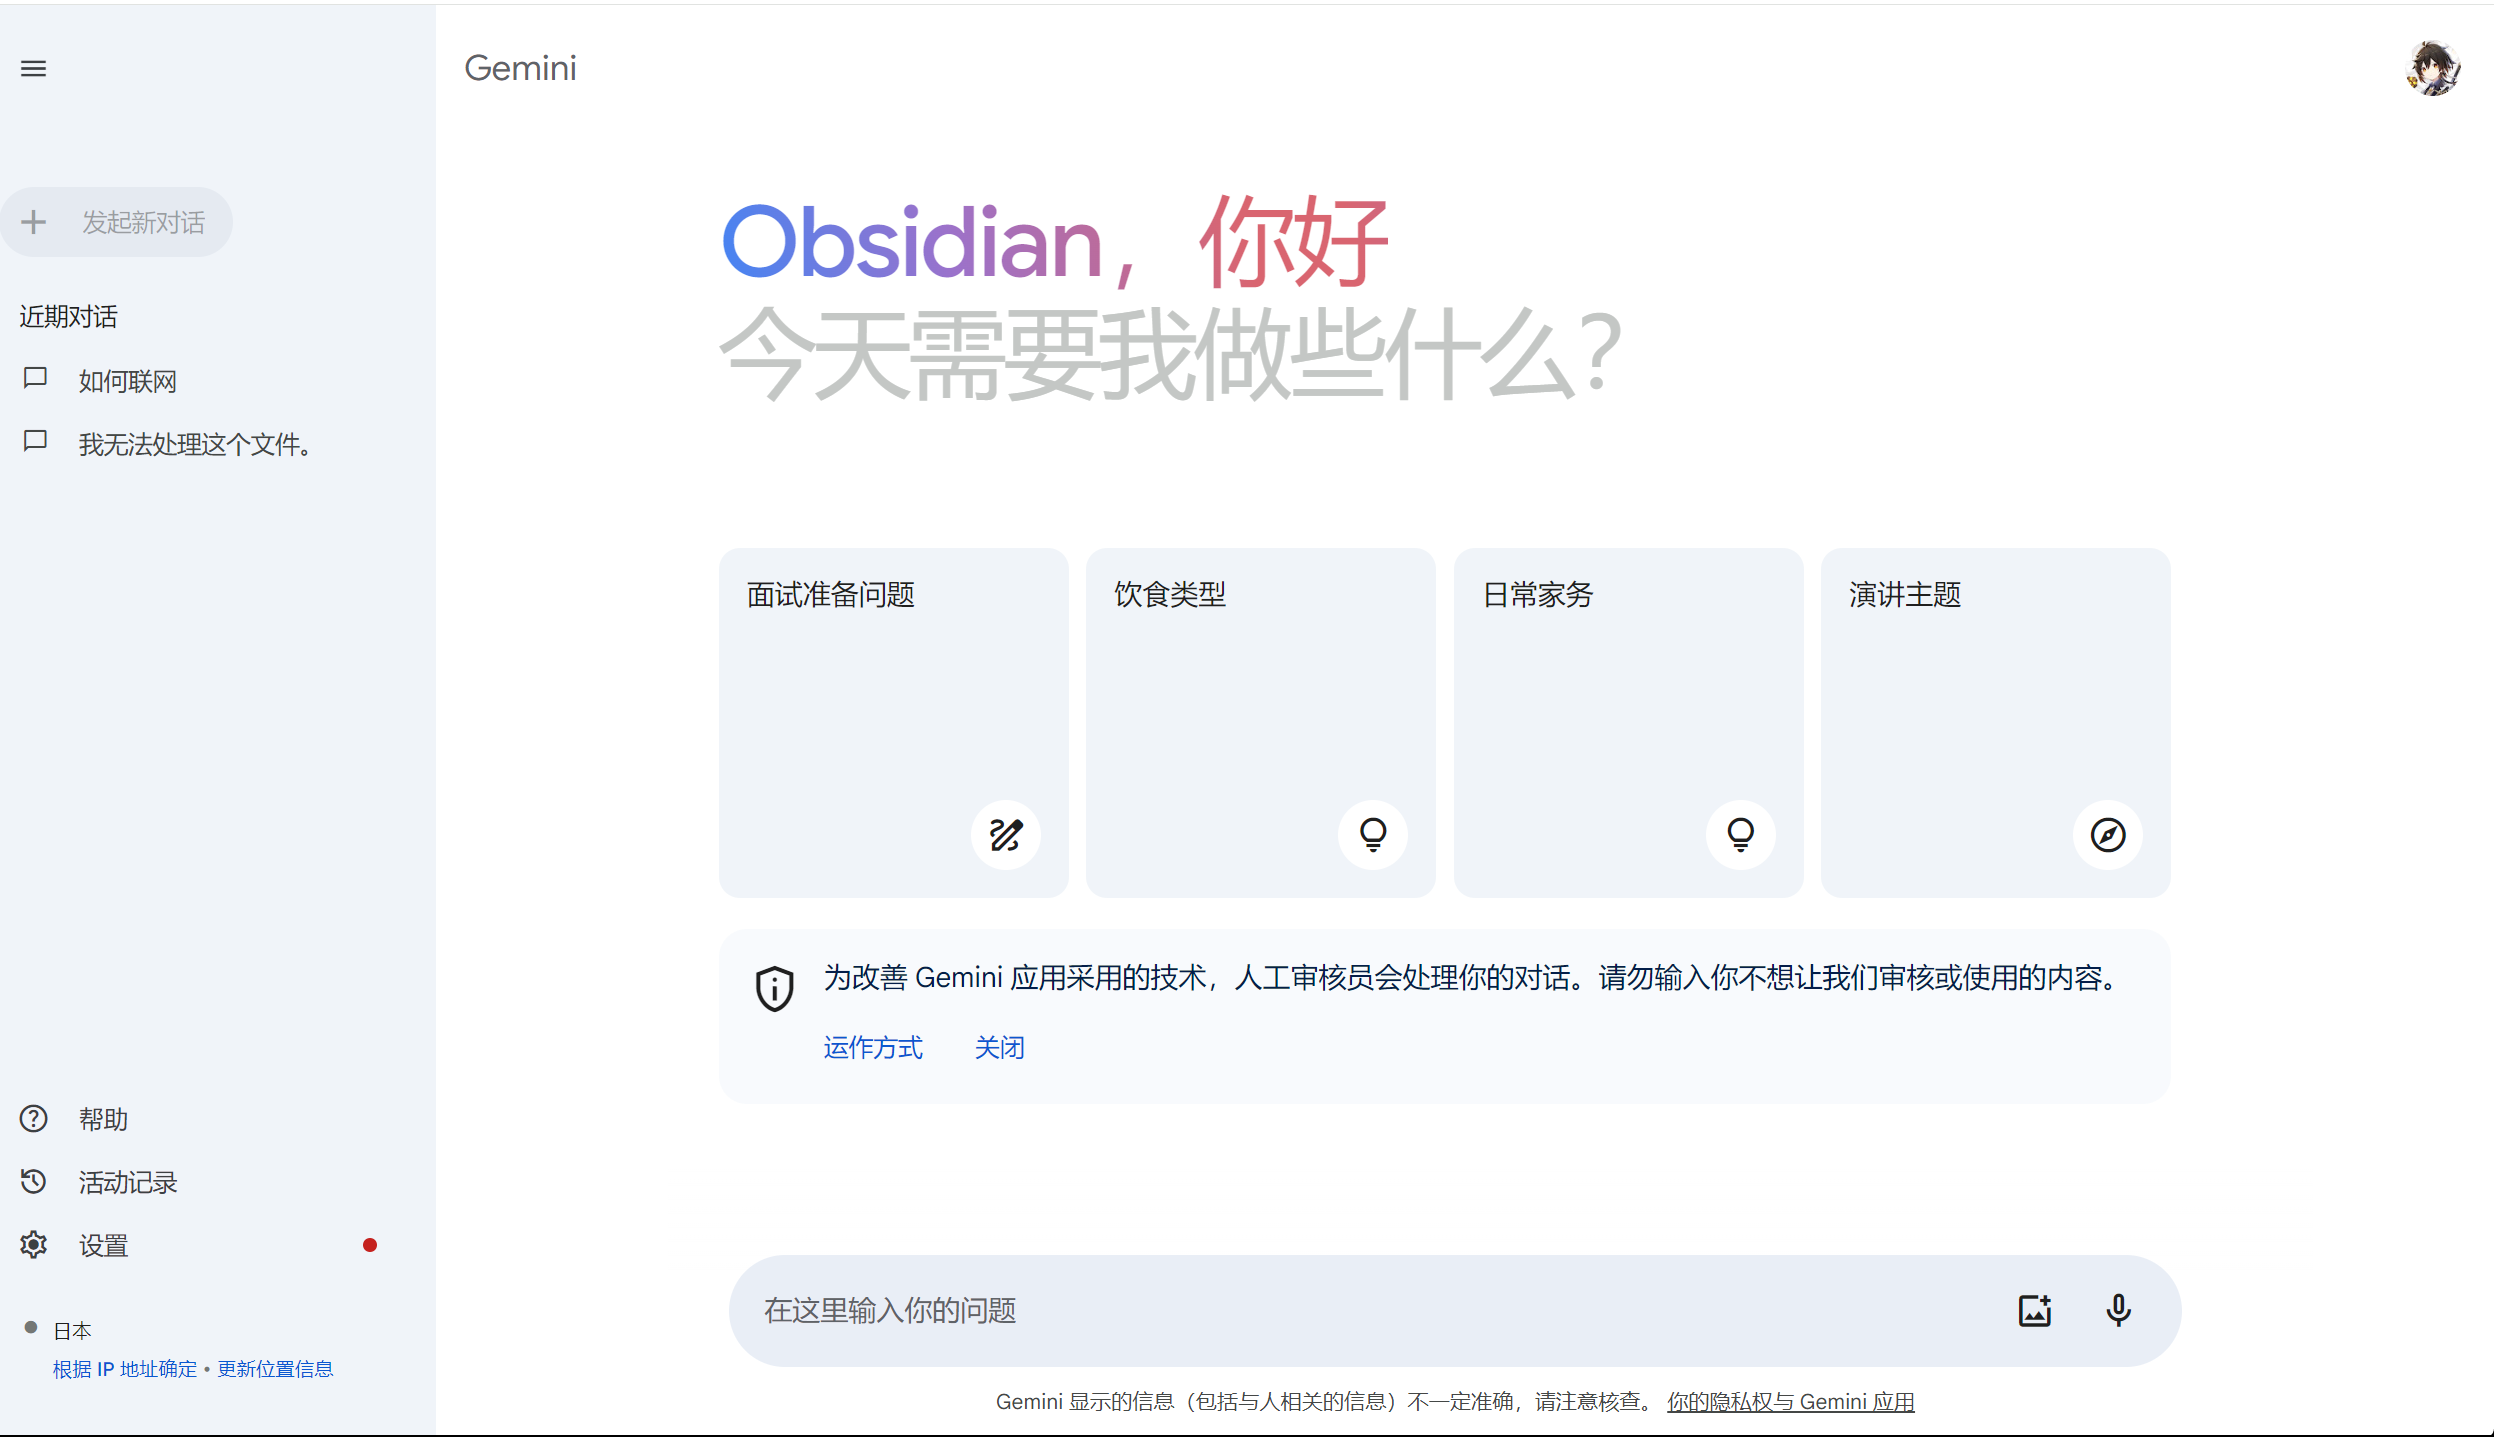 Gemini
发起新对话
近期对话
如何联网
我无法处理这个文件。
Obsidian，你好
今天需要我做些什么？
面试准备问题
饮食类型
日常家务
演讲主题
为改善 Gemini 应用采用的技术，人工审核员会处理你的对话。请勿输入你不想让我们审核或使用的内容。
运作方式 关闭
帮助
活动记录
设置
日本
根据 IP 地址确定 • 更新位置信息
在这里输入你的问题
Gemini 显示的信息（包括与人相关的信息）不一定准确，请注意核查。 你的隐私权与 Gemini 应用